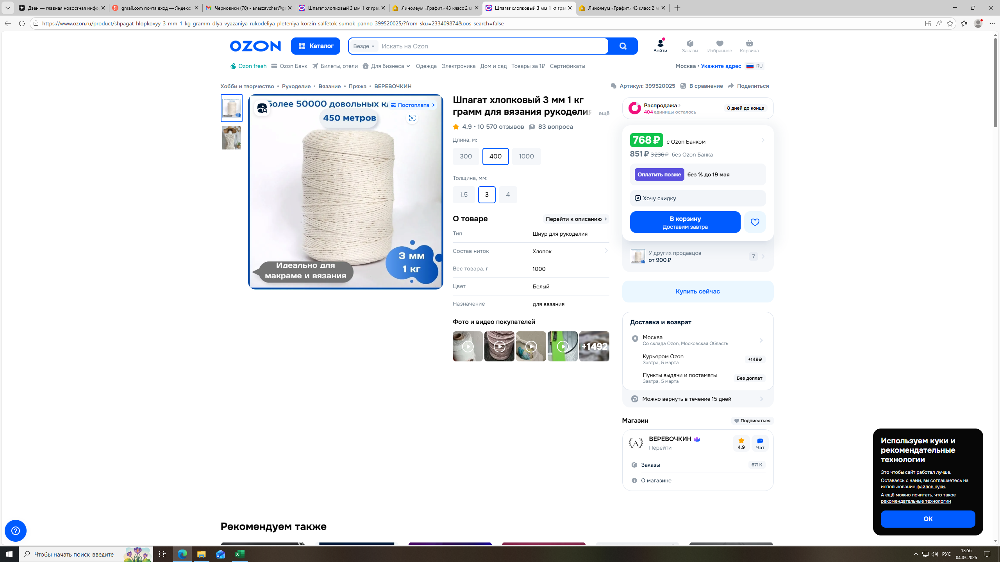 Дзен — главная новостная инфо
gmail.com почта вход — Яндекс:
Черновики (70) - anaszavchar@gr
Шпагат хлопковый 3 мм 1 кг грам
Линолеум «Графит» 43 класс 2 м
Шпагат хлопковый 3 мм 1 кг грам
Линолеум «Графит» 43 класс 2 м
https://www.ozon.ru/product/shpagat-hlopkovyy-3-mm-1-kg-gramm-dlya-vyazaniya-rukodeliya-pleteniya-korzin-salfetok-sumok-panno-399520025/?from_sku=233409874&oos_search=false
OZON
Каталог
Везде
Искать на Ozon
Войти
Заказы
Избранное
Корзина
Ozon fresh
Ozon Банк
Билеты, отели
Для бизнеса
Одежда
Электроника
Дом и сад
Товары за 1₽
Сертификаты
Москва • Укажите адрес
RU
Хобби и творчество • Рукоделие • Вязание • Пряжа • ВЕРЕВОЧКИН
Артикул: 399520025
В сравнение
Поделиться
Более 50000 довольных кл
Постоплата
450 метров
3 мм
1 кг
Идеально для
макраме и вязания
Шпагат хлопковый 3 мм 1 кг
грамм для вязания рукоделия
ещё
4.9 • 10 570 отзывов
83 вопроса
Длина, м:
300
400
1000
Толщина, мм:
1.5
3
4
О товаре
Перейти к описанию
Тип
Шнур для рукоделия
Состав ниток
Хлопок
Вес товара, г
1000
Цвет
Белый
Назначение
для вязания
Фото и видео покупателей
+1492
Распродажа
404 единицы осталось
8 дней до конца
768 ₽
с Ozon Банком
851 ₽ 3 236 ₽ без Ozon Банка
Оплатить позже
без % до 19 мая
Хочу скидку
В корзину
Доставим завтра
У других продавцов
от 900 ₽
7
Купить сейчас
Доставка и возврат
Москва
Со склада Ozon, Московская Область
Курьером Ozon
Завтра, 5 марта
+149 ₽
Пункты выдачи и постаматы
Завтра, 5 марта
Без доплат
Можно вернуть в течение 15 дней
Магазин
Подписаться
A
ВЕРЕВОЧКИН
Перейти
4.9
Чат
Заказы
671 K
О магазине
Используем куки и
рекомендательные
технологии
Это чтобы сайт работал лучше.
Оставаясь с нами, вы соглашаетесь на
использование файлов куки.
А ещё можно почитать, что такое
рекомендательные технологии
ОК
Рекомендуем также
Чтобы начать поиск, введите
РУС
13:56
04.03.2026